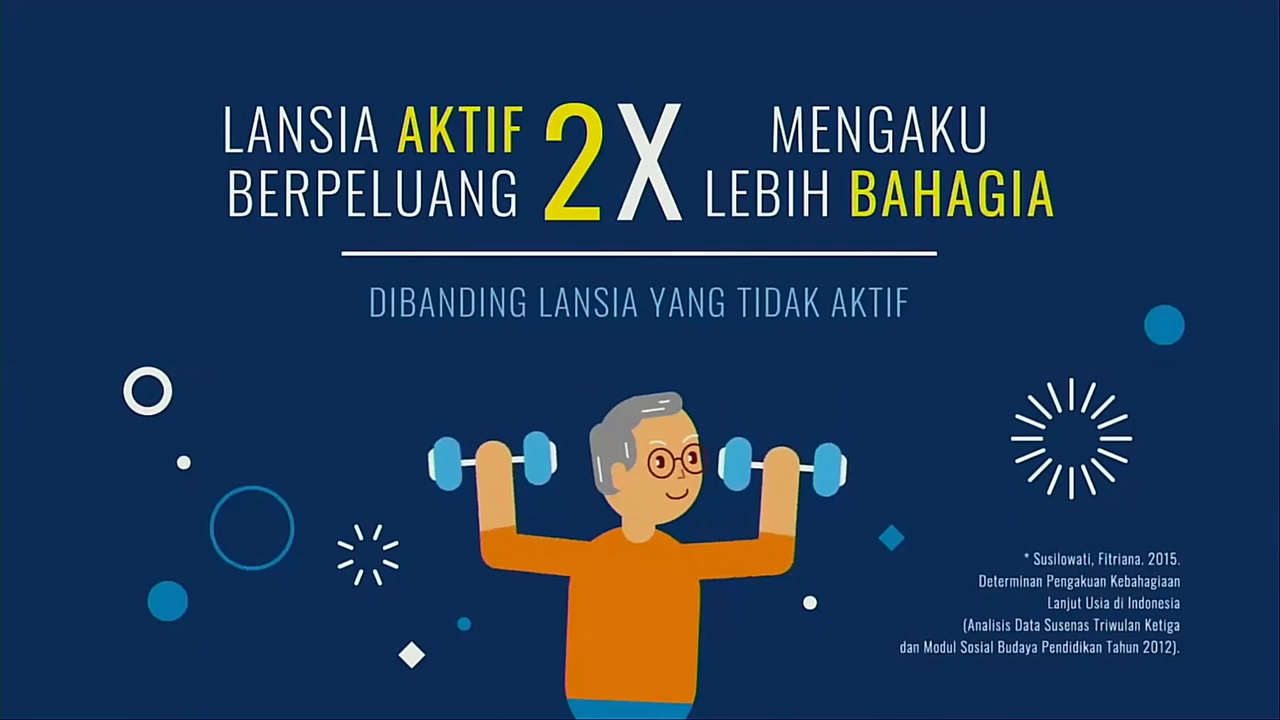 LANSIA AKTIF
BERPELUANG
2X
MENGAKU
LEBIH BAHAGIA
DIBANDING LANSIA YANG TIDAK AKTIF
* Susilowati, Fitriana. 2015.
Determinan Pengakuan Kebahagiaan
Lanjut Usia di Indonesia
(Analisis Data Susenas Triwulan Ketiga
dan Modul Sosial Budaya Pendidikan Tahun 2012).